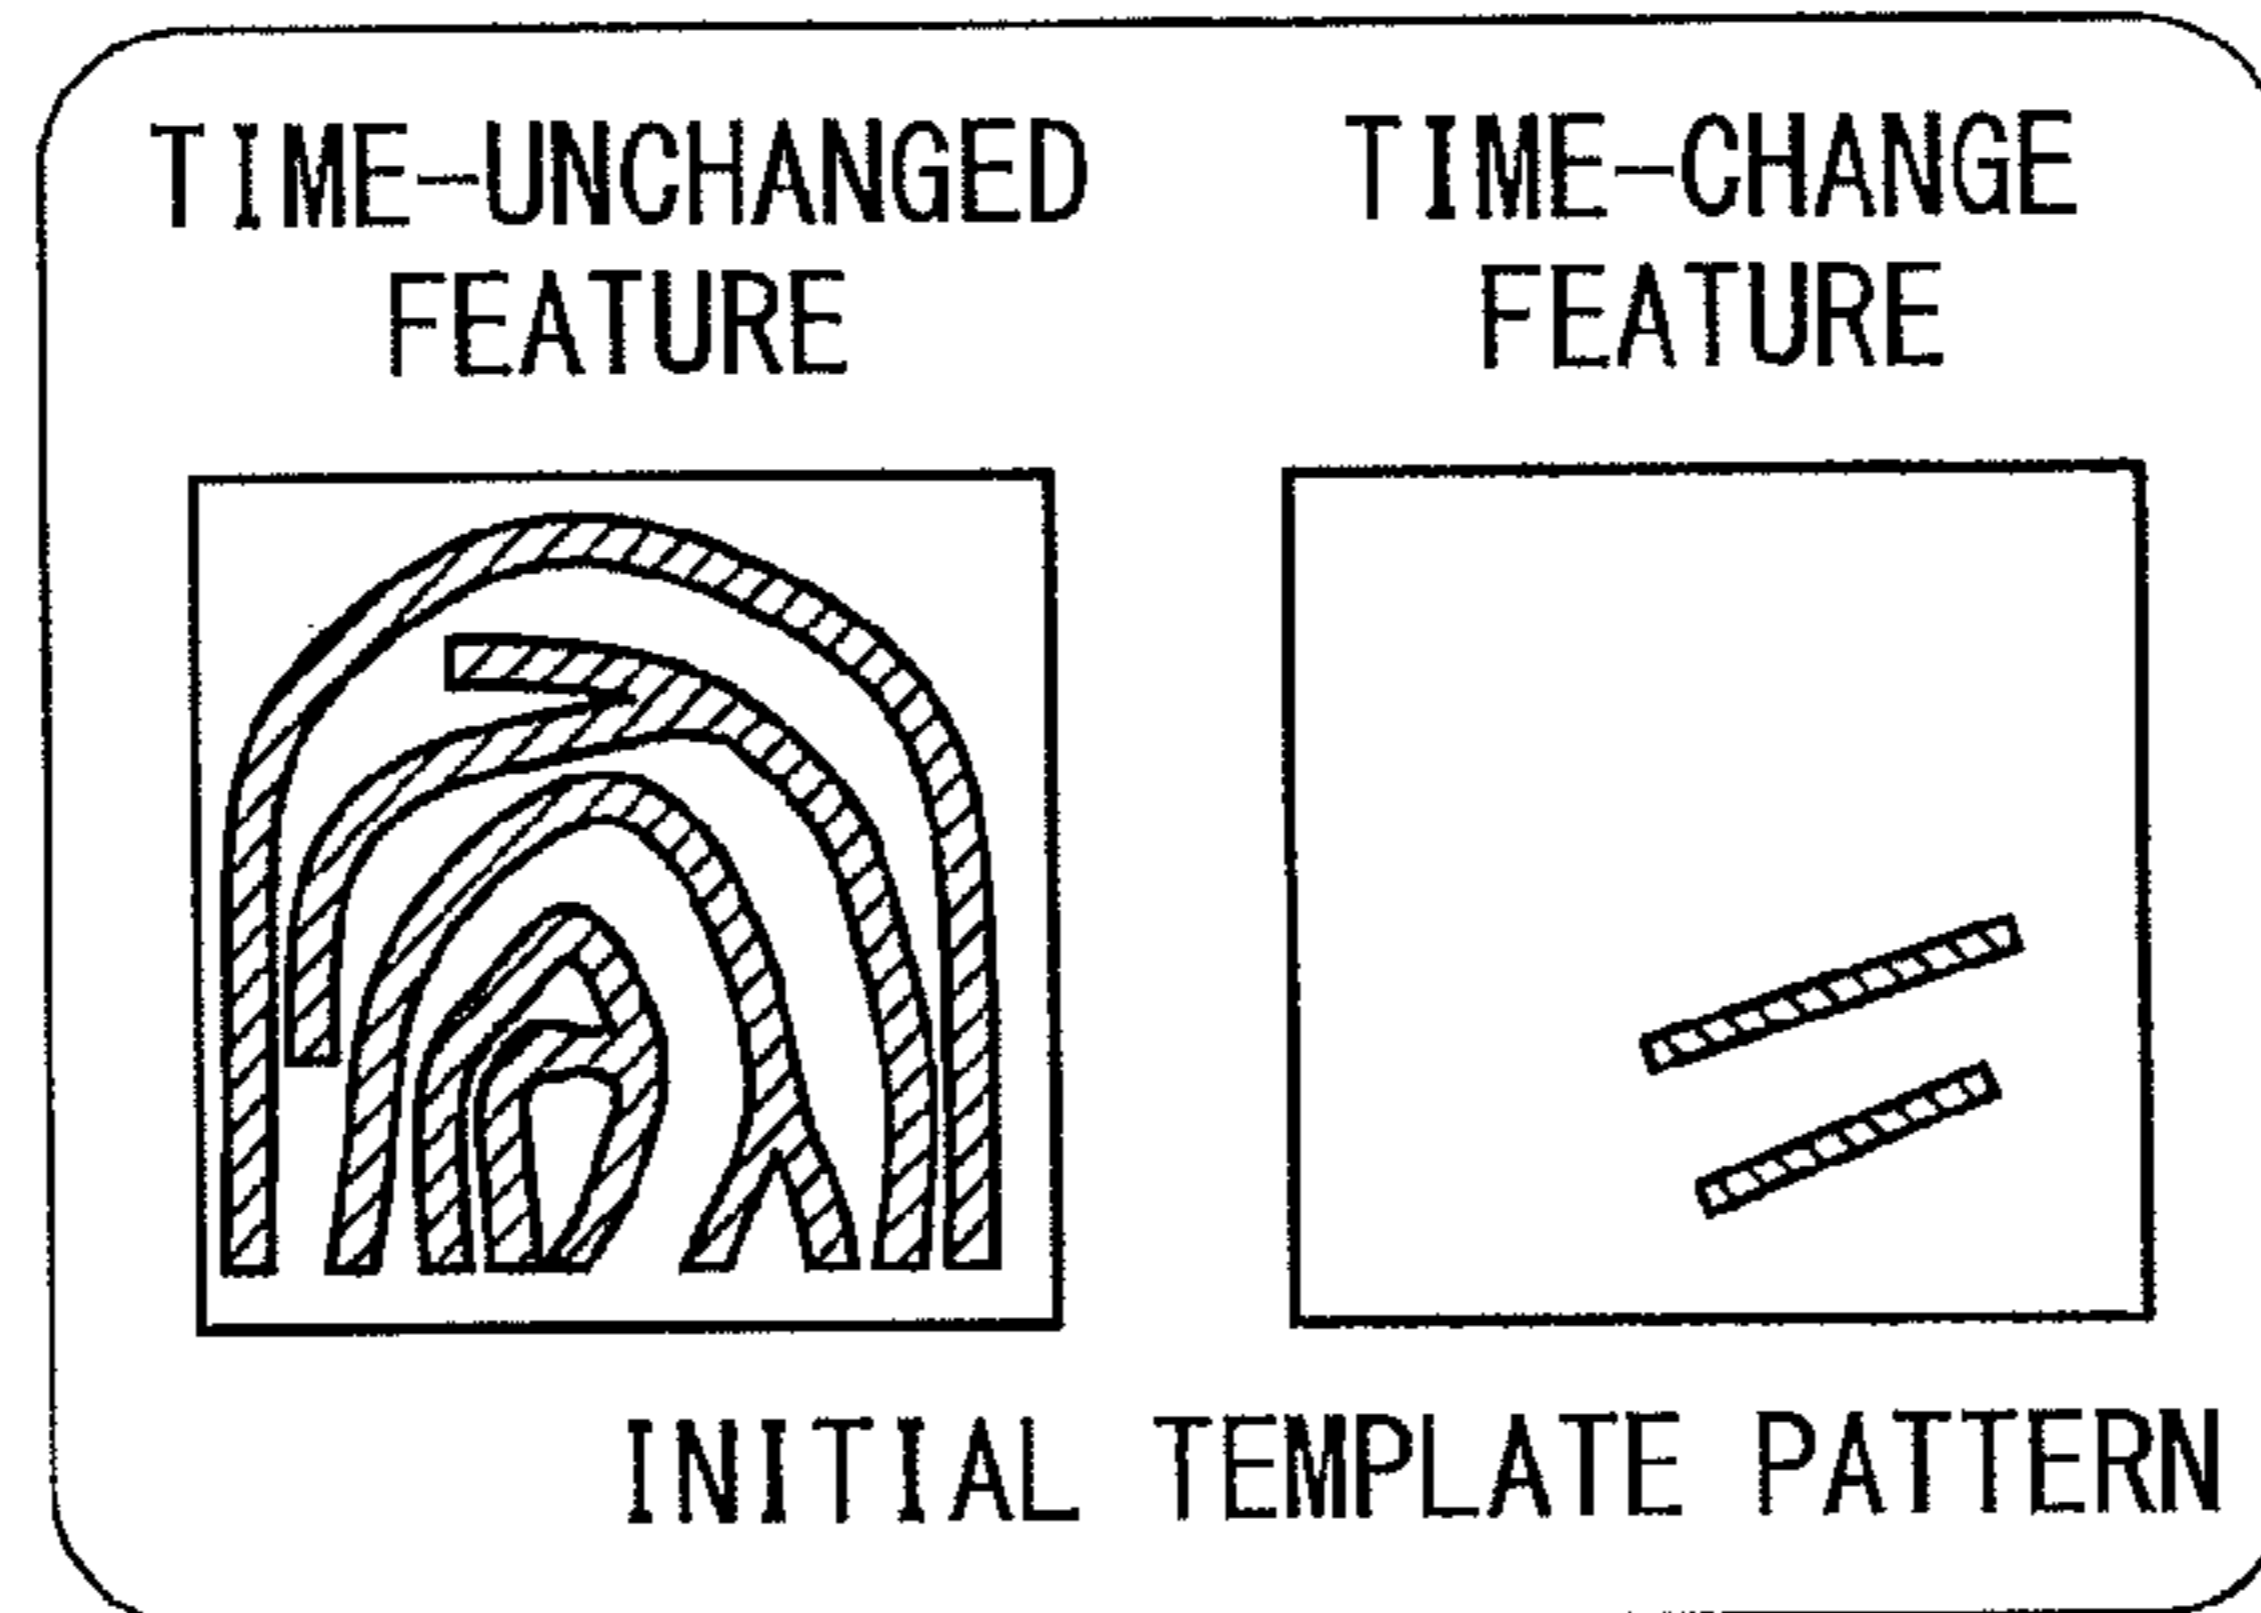 TIME-UNCHANGED
FEATURE
TIME-CHANGE
FEATURE
INITIAL TEMPLATE PATTERN